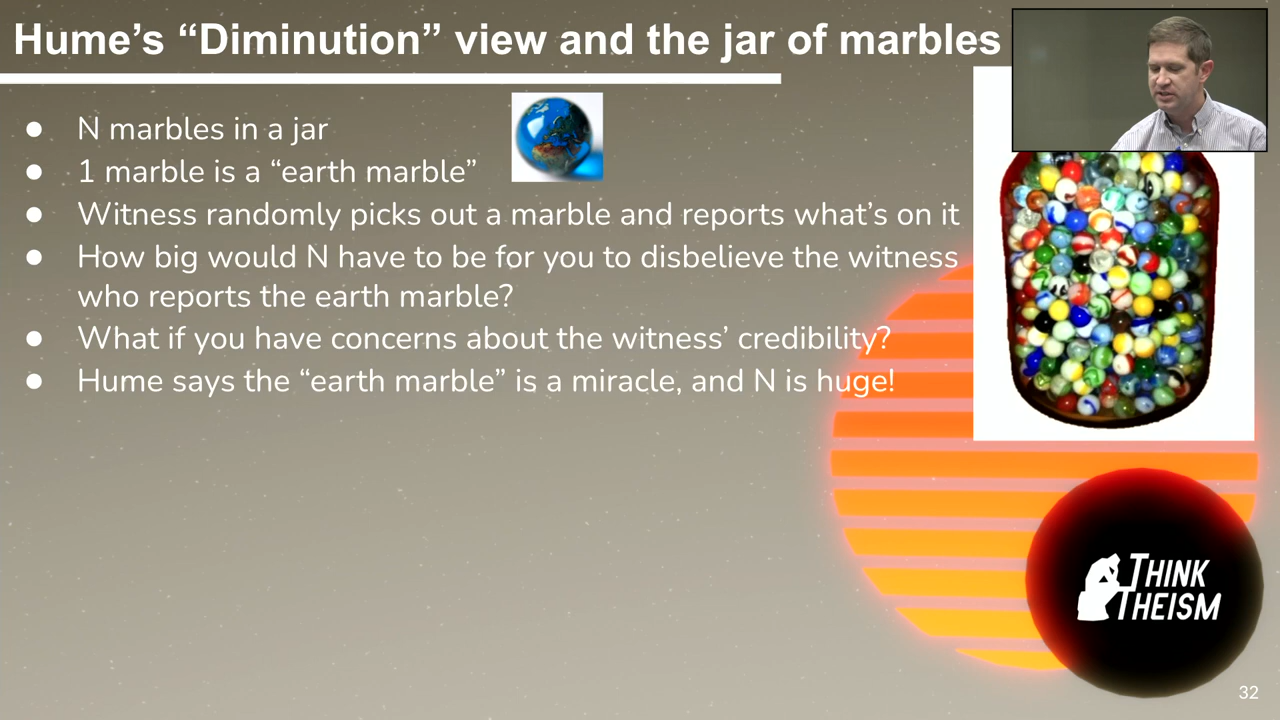 Hume’s “Diminution” view and the jar of marbles
● N marbles in a jar
● 1 marble is a “earth marble”
● Witness randomly picks out a marble and reports what’s on it
● How big would N have to be for you to disbelieve the witness
who reports the earth marble?
● What if you have concerns about the witness’ credibility?
● Hume says the “earth marble” is a miracle, and N is huge!
THINK
THEISM
32